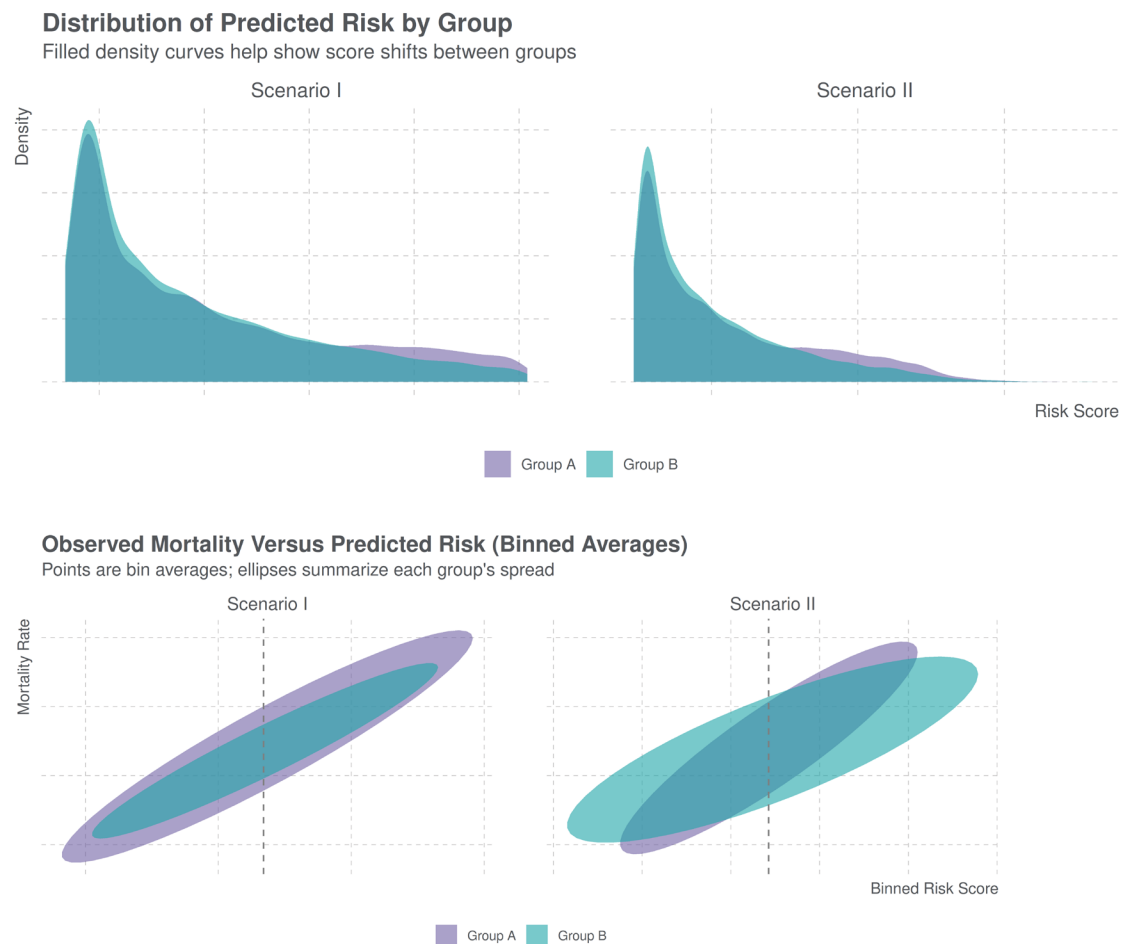 Distribution of Predicted Risk by Group
Filled density curves help show score shifts between groups
Scenario I
Scenario II
Density
Risk Score
Group A
Group B
Observed Mortality Versus Predicted Risk (Binned Averages)
Points are bin averages; ellipses summarize each group's spread
Scenario I
Scenario II
Mortality Rate
Binned Risk Score
Group A
Group B